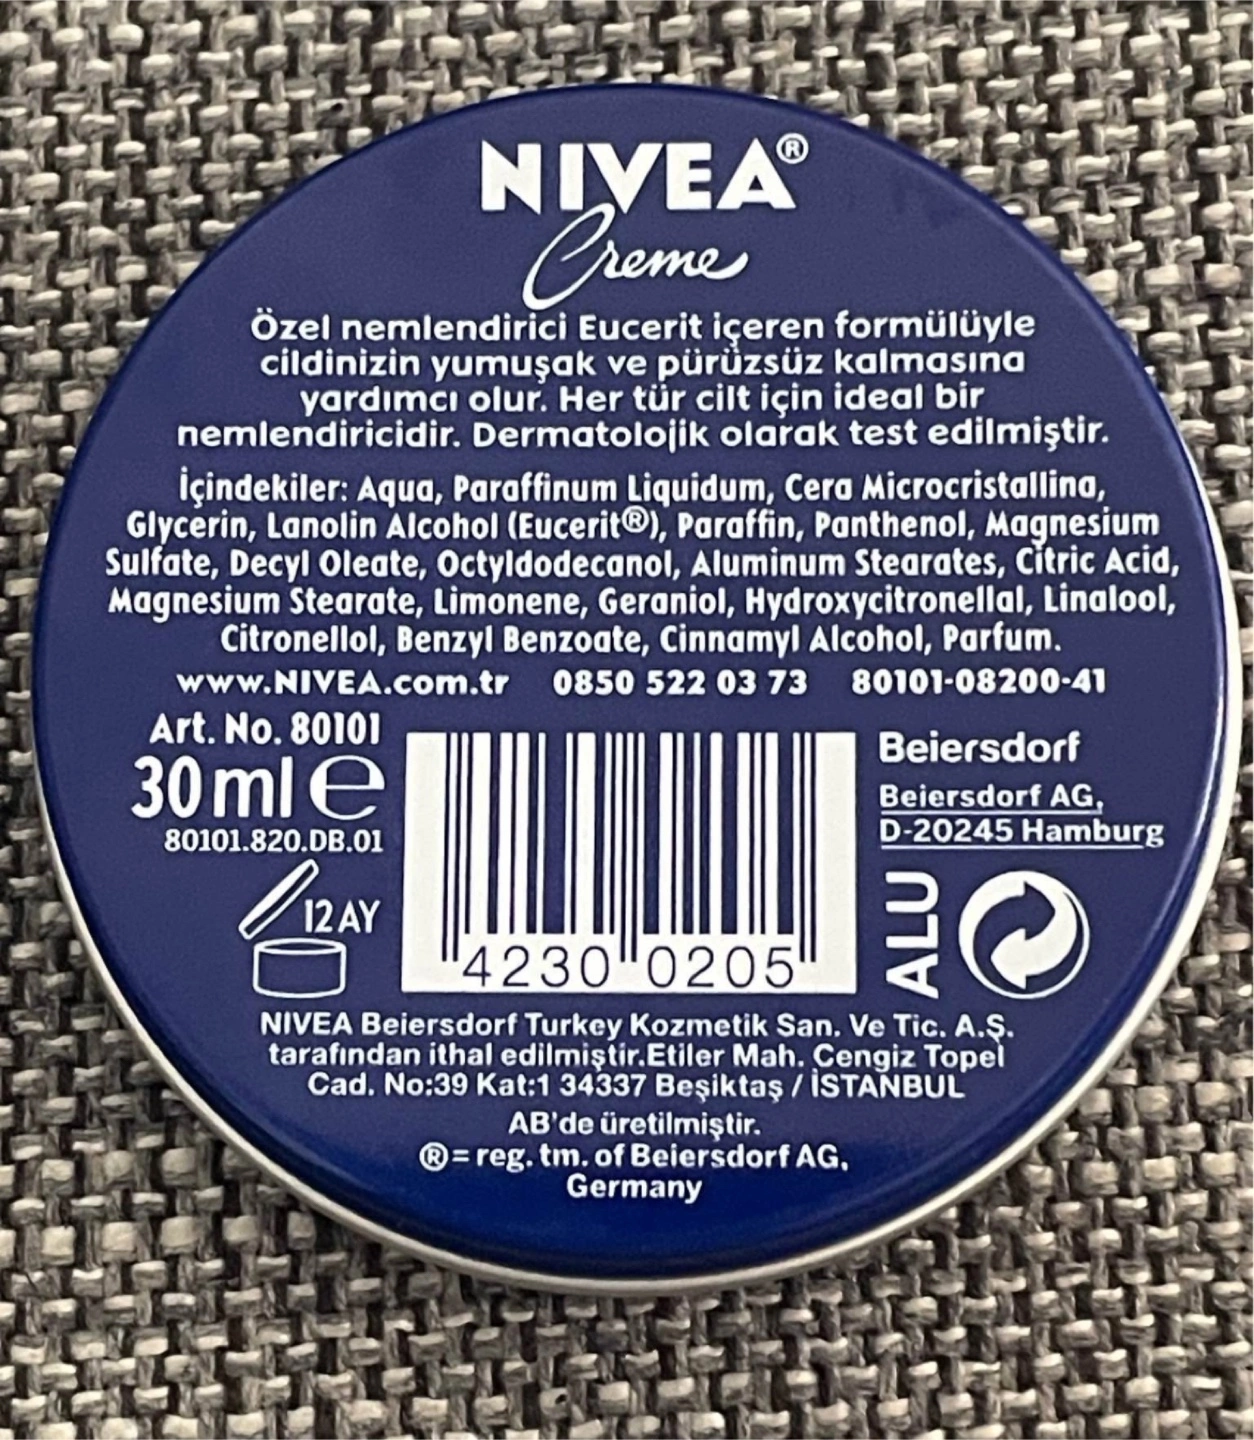 NIVEA®
Creme
Özel nemlendirici Eucerit içeren formülüyle
cildinizin yumuşak ve pürüzsüz kalmasına
yardımcı olur. Her tür cilt için ideal bir
nemlendiricidir. Dermatolojik olarak test edilmiştir.
İçindekiler: Aqua, Paraffinum Liquidum, Cera Microcristallina,
Glycerin, Lanolin Alcohol (Eucerit®), Paraffin, Panthenol, Magnesium
Sulfate, Decyl Oleate, Octyldodecanol, Aluminum Stearates, Citric Acid,
Magnesium Stearate, Limonene, Geraniol, Hydroxycitronellal, Linalool,
Citronellol, Benzyl Benzoate, Cinnamyl Alcohol, Parfum.
www.NIVEA.com.tr 0850 522 03 73 80101-08200-41
Art. No. 80101
30 ml e
80101.820.DB.01
12 AY
4230 0205
Beiersdorf
Beiersdorf AG,
D-20245 Hamburg
ALU
NIVEA Beiersdorf Turkey Kozmetik San. Ve Tic. A.Ş.
tarafından ithal edilmiştir.Etiler Mah. Cengiz Topel
Cad. No:39 Kat:1 34337 Beşiktaş / İSTANBUL
AB'de üretilmiştir.
®= reg. tm. of Beiersdorf AG,
Germany